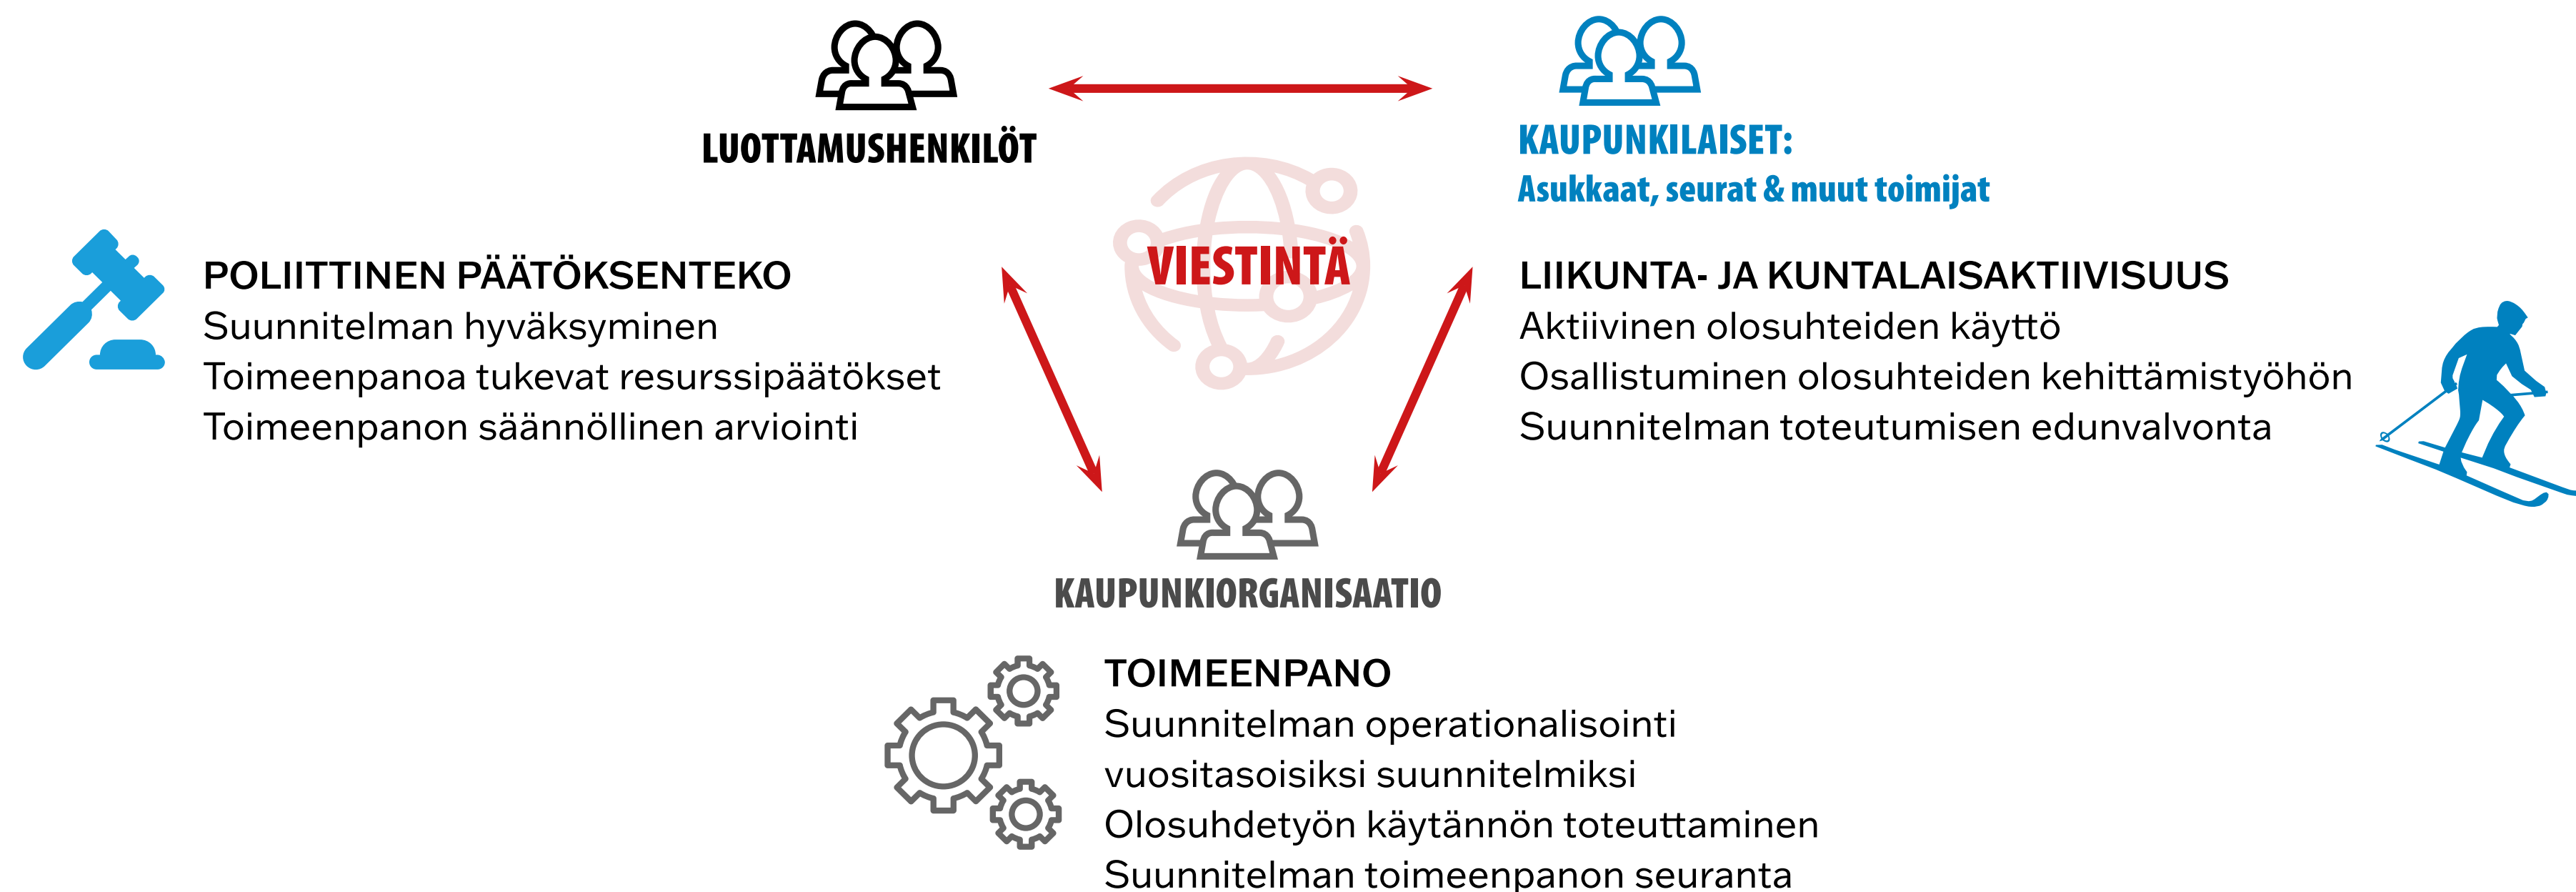 LUOTTAMUSHENKILÖT
KAUPUNKILAISET:
Asukkaat, seurat & muut toimijat
VIESTINTÄ
POLIITTINEN PÄÄTÖKSENTEKO
Suunnitelman hyväksyminen
Toimeenpanoa tukevat resurssipäätökset
Toimeenpanon säännöllinen arviointi
LIIKUNTA- JA KUNTALAISAKTIIVISUUS
Aktiivinen olosuhteiden käyttö
Osallistuminen olosuhteiden kehittämistyöhön
Suunnitelman toteutumisen edunvalvonta
KAUPUNKIORGANISAATIO
TOIMEENPANO
Suunnitelman operationalisointi
vuositasoisiksi suunnitelmiksi
Olosuhdetyön käytännön toteuttaminen
Suunnitelman toimeenpanon seuranta